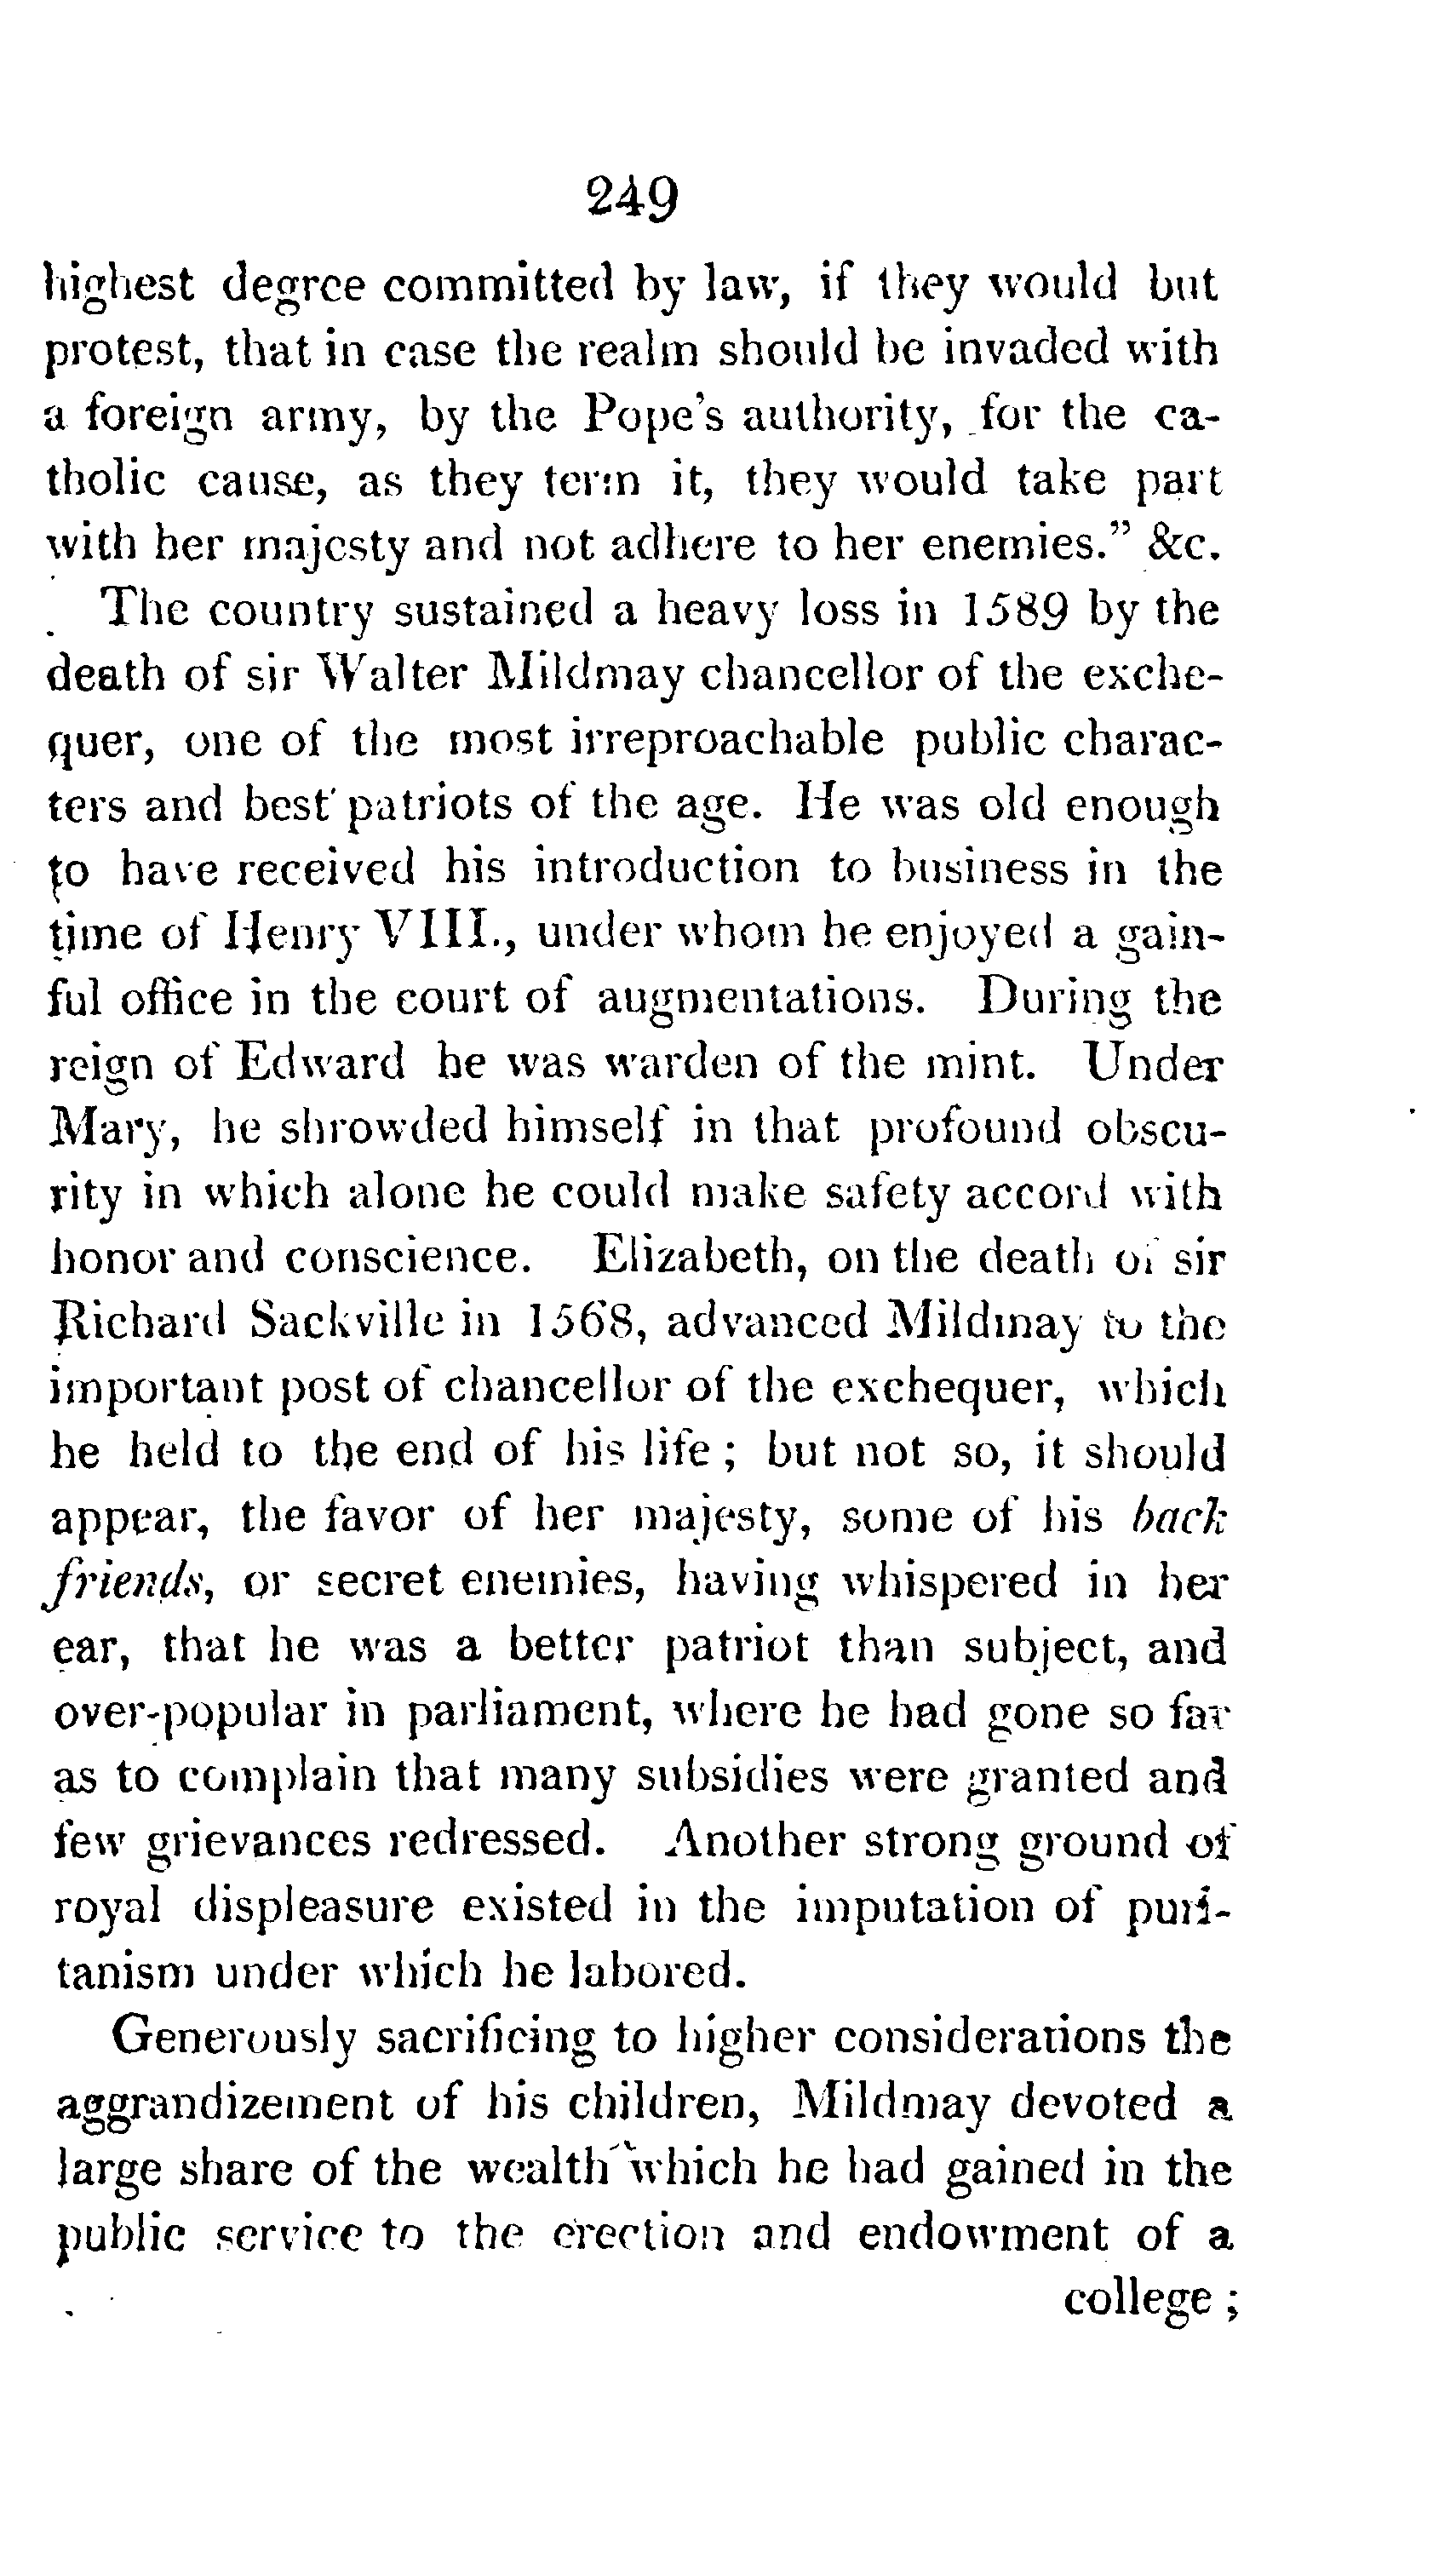 249
highest degree committed by law, if they would but
protest, that in case the realm should be invaded with
a foreign army, by the Pope's authority, for the ca-
tholic cause, as they term it, they would take part
with her majesty and not adhere to her enemies." &c.
The country sustained a heavy loss in 1589 by the
death of sir Walter Mildmay chancellor of the exche-
quer, one of the most irreproachable public charac-
ters and best patriots of the age. He was old enough
to have received his introduction to business in the
time of Henry VIII., under whom he enjoyed a gain-
ful office in the court of augmentations. During the
reign of Edward he was warden of the mint. Under
Mary, he shrowded himself in that profound obscu-
rity in which alone he could make safety accord with
honor and conscience. Elizabeth, on the death of sir
Richard Sackville in 1568, advanced Mildmay to the
important post of chancellor of the exchequer, which
he held to the end of his life; but not so, it should
appear, the favor of her majesty, some of his back
friends, or secret enemies, having whispered in her
ear, that he was a better patriot than subject, and
over-popular in parliament, where he had gone so far
as to complain that many subsidies were granted and
few grievances redressed. Another strong ground of
royal displeasure existed in the imputation of puri-
tanism under which he labored.
Generously sacrificing to higher considerations the
aggrandizement of his children, Mildmay devoted a
large share of the wealth which he had gained in the
public service to the erection and endowment of a
college;